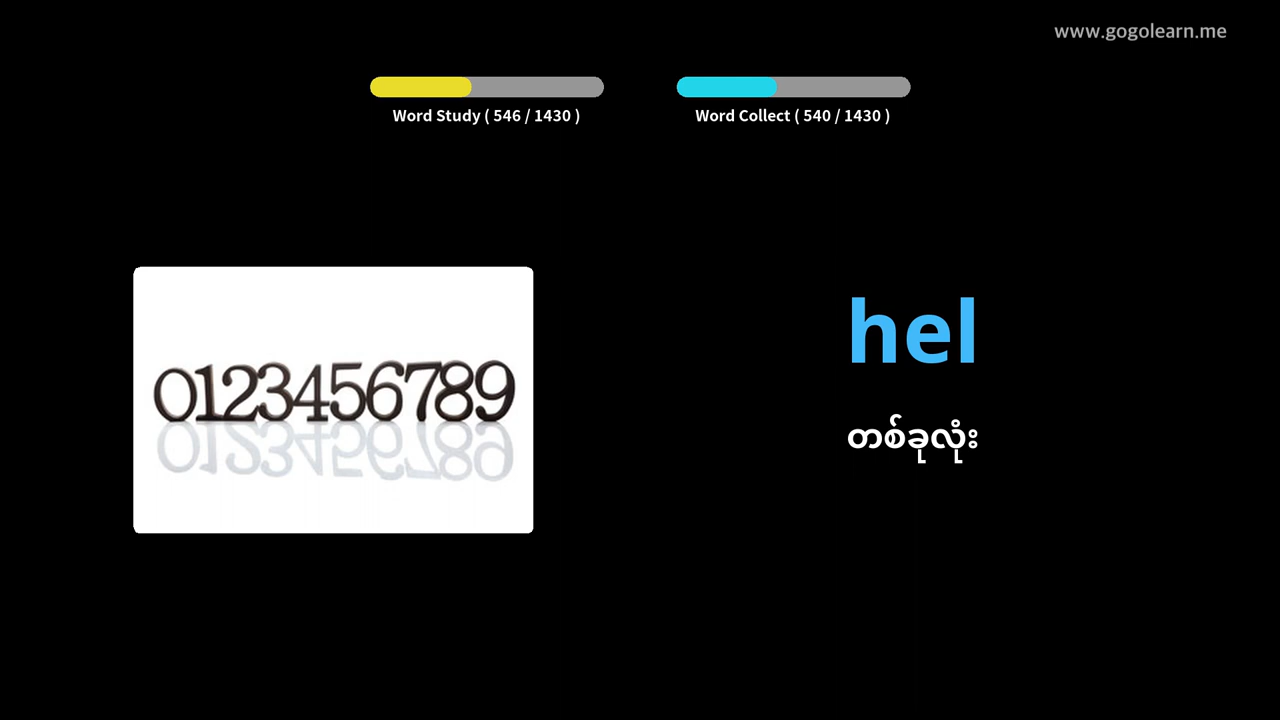 www.gogolearn.me
Word Study ( 546 / 1430 )
Word Collect ( 540 / 1430 )
0123456789
hel
တစ်ခုလုံး